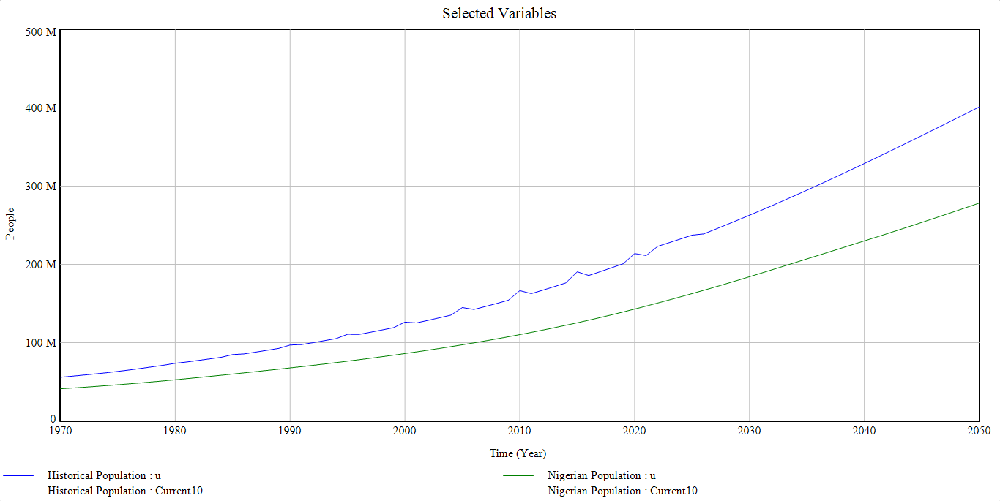 Selected Variables
500 M
400 M
300 M
200 M
100 M
0
People
1970 1980 1990 2000 2010 2020 2030 2040 2050
Time (Year)
Historical Population : u
Historical Population : Current10
Nigerian Population : u
Nigerian Population : Current10